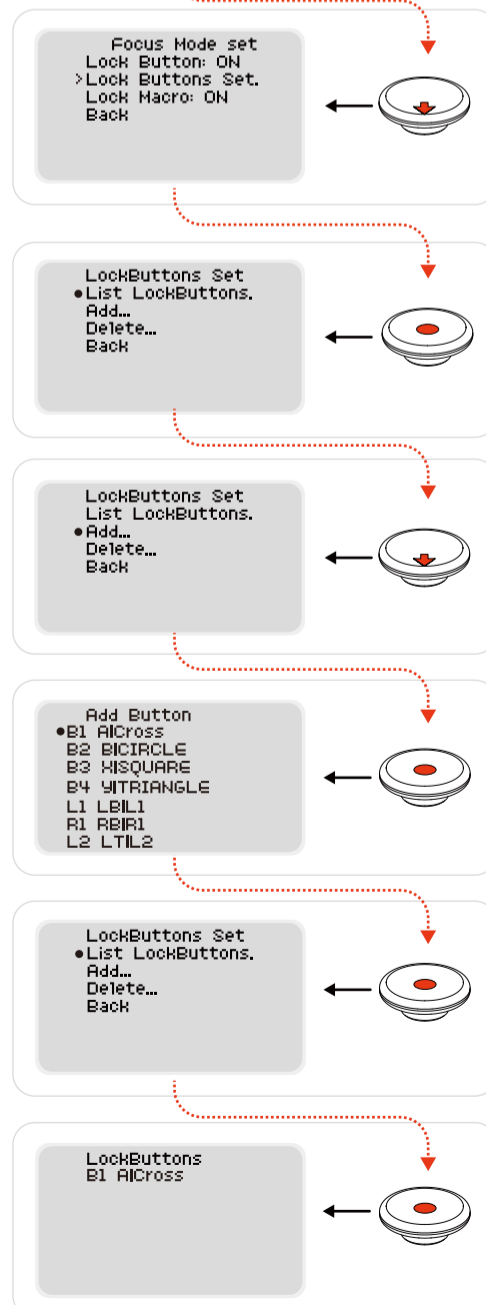 Focus Mode set
Lock Button: ON
>Lock Buttons Set.
Lock Macro: ON
Back
LockButtons Set
●List LockButtons.
Add...
Delete...
Back
LockButtons Set
List LockButtons.
●Add...
Delete...
Back
Add Button
●B1 A|Cross
B2 B|CIRCLE
B3 X|SQUARE
B4 Y|TRIANGLE
L1 LB|L1
R1 RB|R1
L2 LT|L2
LockButtons Set
●List LockButtons.
Add...
Delete...
Back
LockButtons
B1 A|Cross